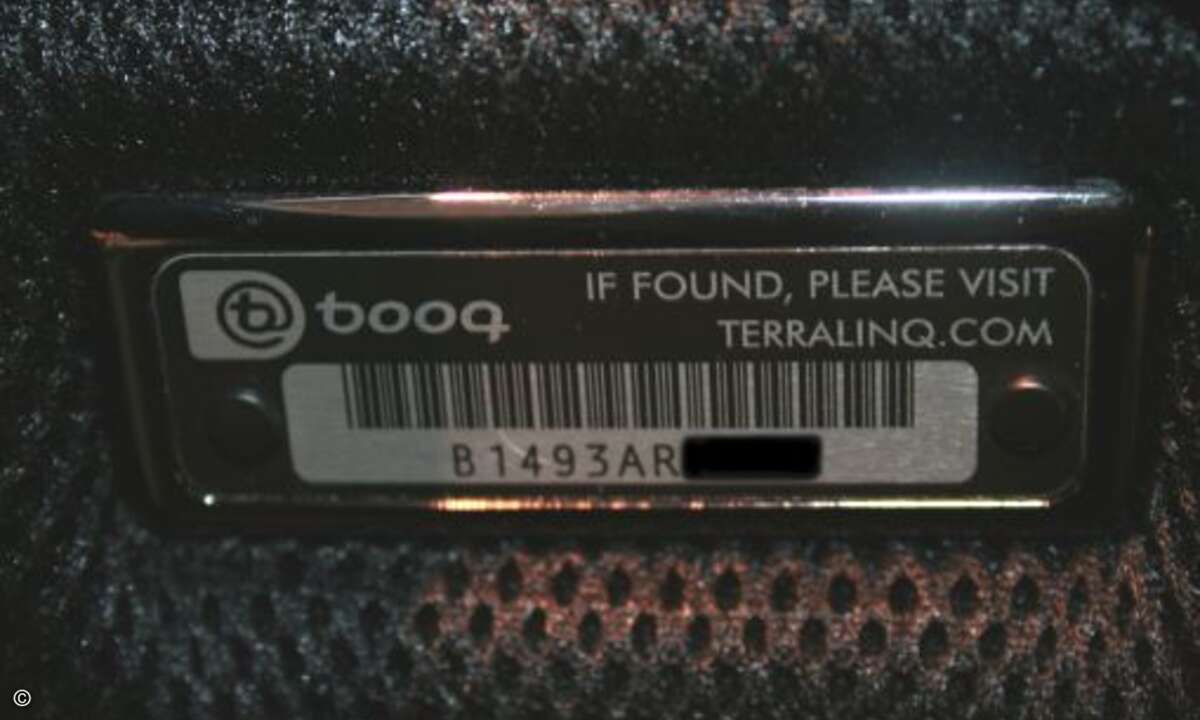 booq
IF FOUND, PLEASE VISIT
TERRALINQ.COM
B1493AR
©